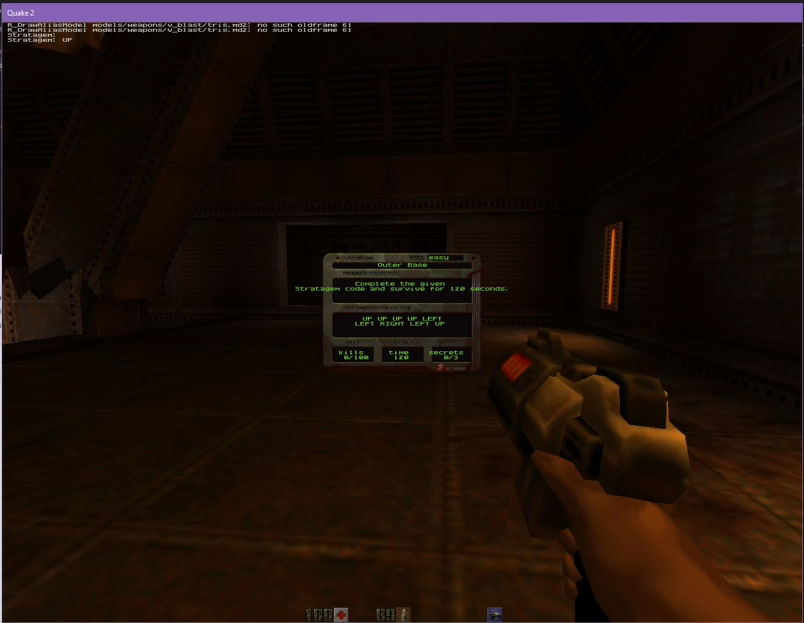 Quake 2
R_DrawAliasModel models/weapons/v_blast/tris.md2: no such oldframe 61
R_DrawAliasModel models/weapons/v_blast/tris.md2: no such oldframe 61
Stratagem:
Stratagem: UP
easy
Outer Base
Complete the given
Stratagem code and survive for 120 seconds.
UP UP UP UP LEFT
LEFT RIGHT LEFT UP
kills time secrets
0/100 120 0/3